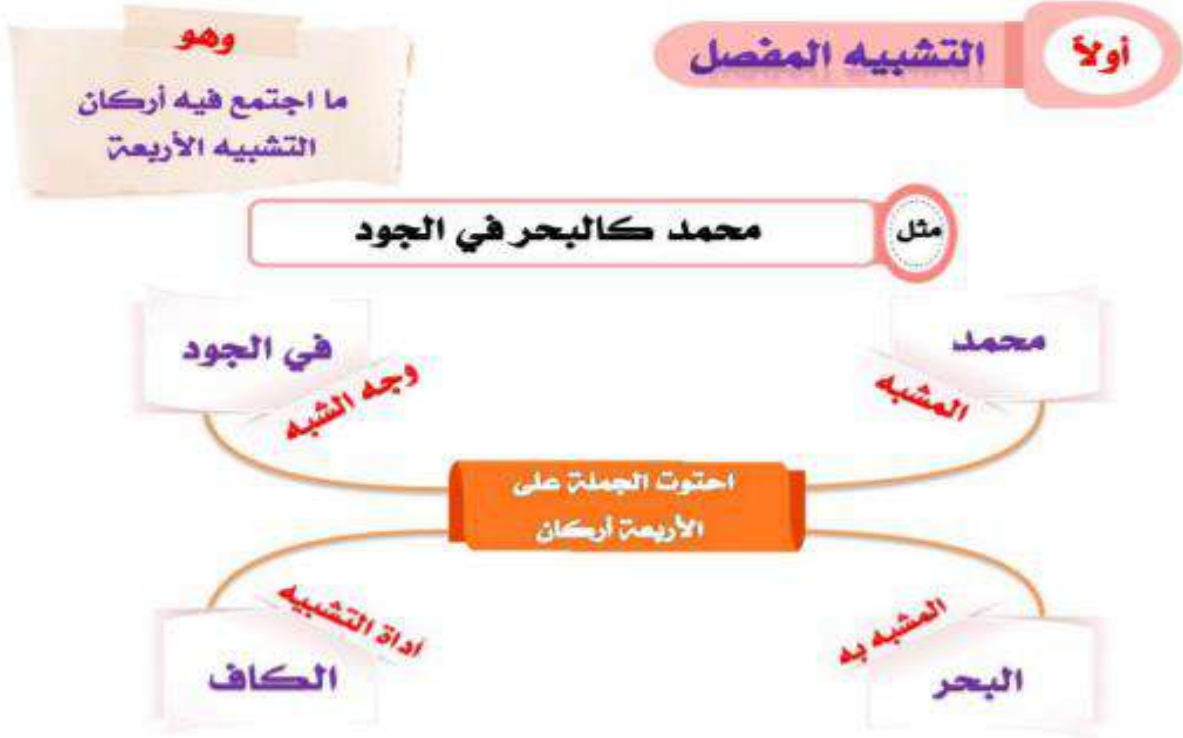 أولاً
التشبيه المفصل
وهو
ما اجتمع فيه أركان
التشبيه الأربعة
مثل
محمد كالبحر في الجود
محمد
المشبه
في الجود
وجه الشبه
احتوت الجملة على
الأربعة أركان
المشبه به
البحر
أداة التشبيه
الكاف